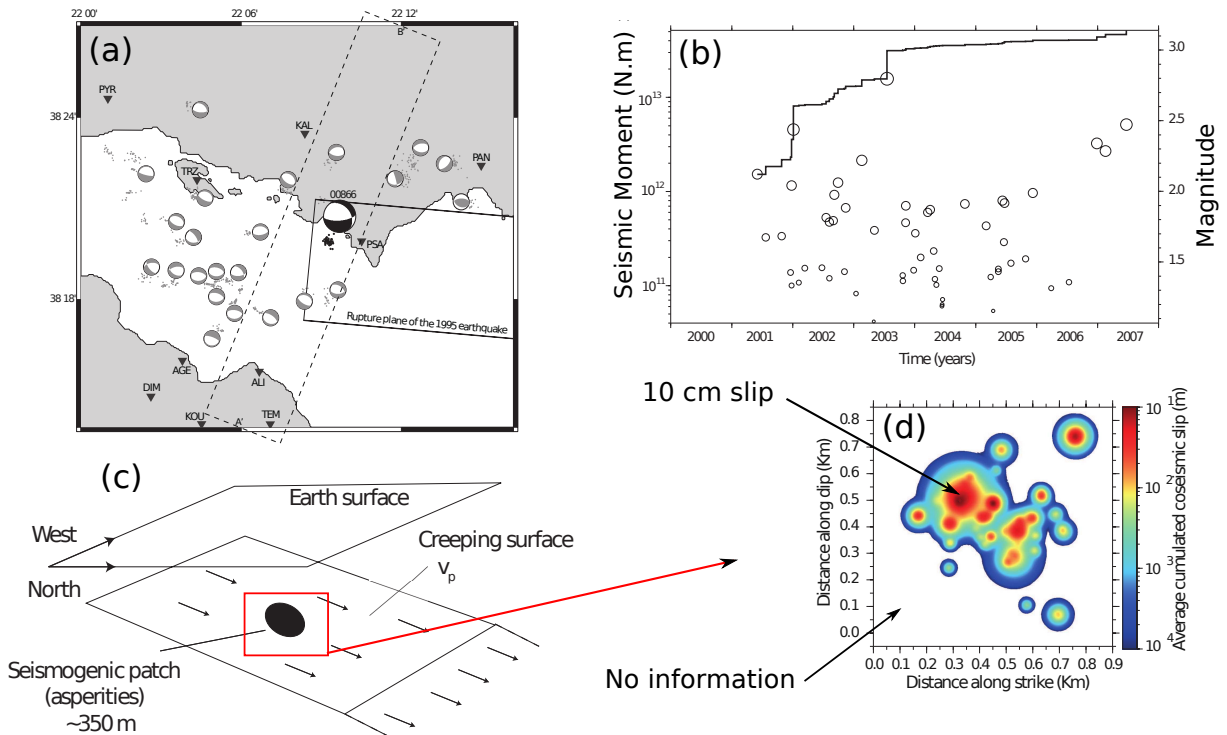 (a)
22 00'
22 06'
22 12'
38 24'
38 18'
B'
PYR
KAL
PAN
TRZ
00866
PSA
Rupture plane of the 1995 earthquake
AGE
ALI
DIM
KOU
A'
TEM
(b)
Seismic Moment (N.m)
10^13
10^12
10^11
3.0
2.5
2.0
1.5
Magnitude
2000 2001 2002 2003 2004 2005 2006 2007
Time (years)
(c)
Earth surface
West
North
Creeping surface
v_p
Seismogenic patch
(asperities)
~350 m
10 cm slip
No information
(d)
Distance along dip (Km)
0.8
0.7
0.6
0.5
0.4
0.3
0.2
0.1
0.0
0.0 0.1 0.2 0.3 0.4 0.5 0.6 0.7 0.8 0.9
Distance along strike (Km)
10 1
10 2
10 3
10 4
Average cumulated coseismic slip (m)